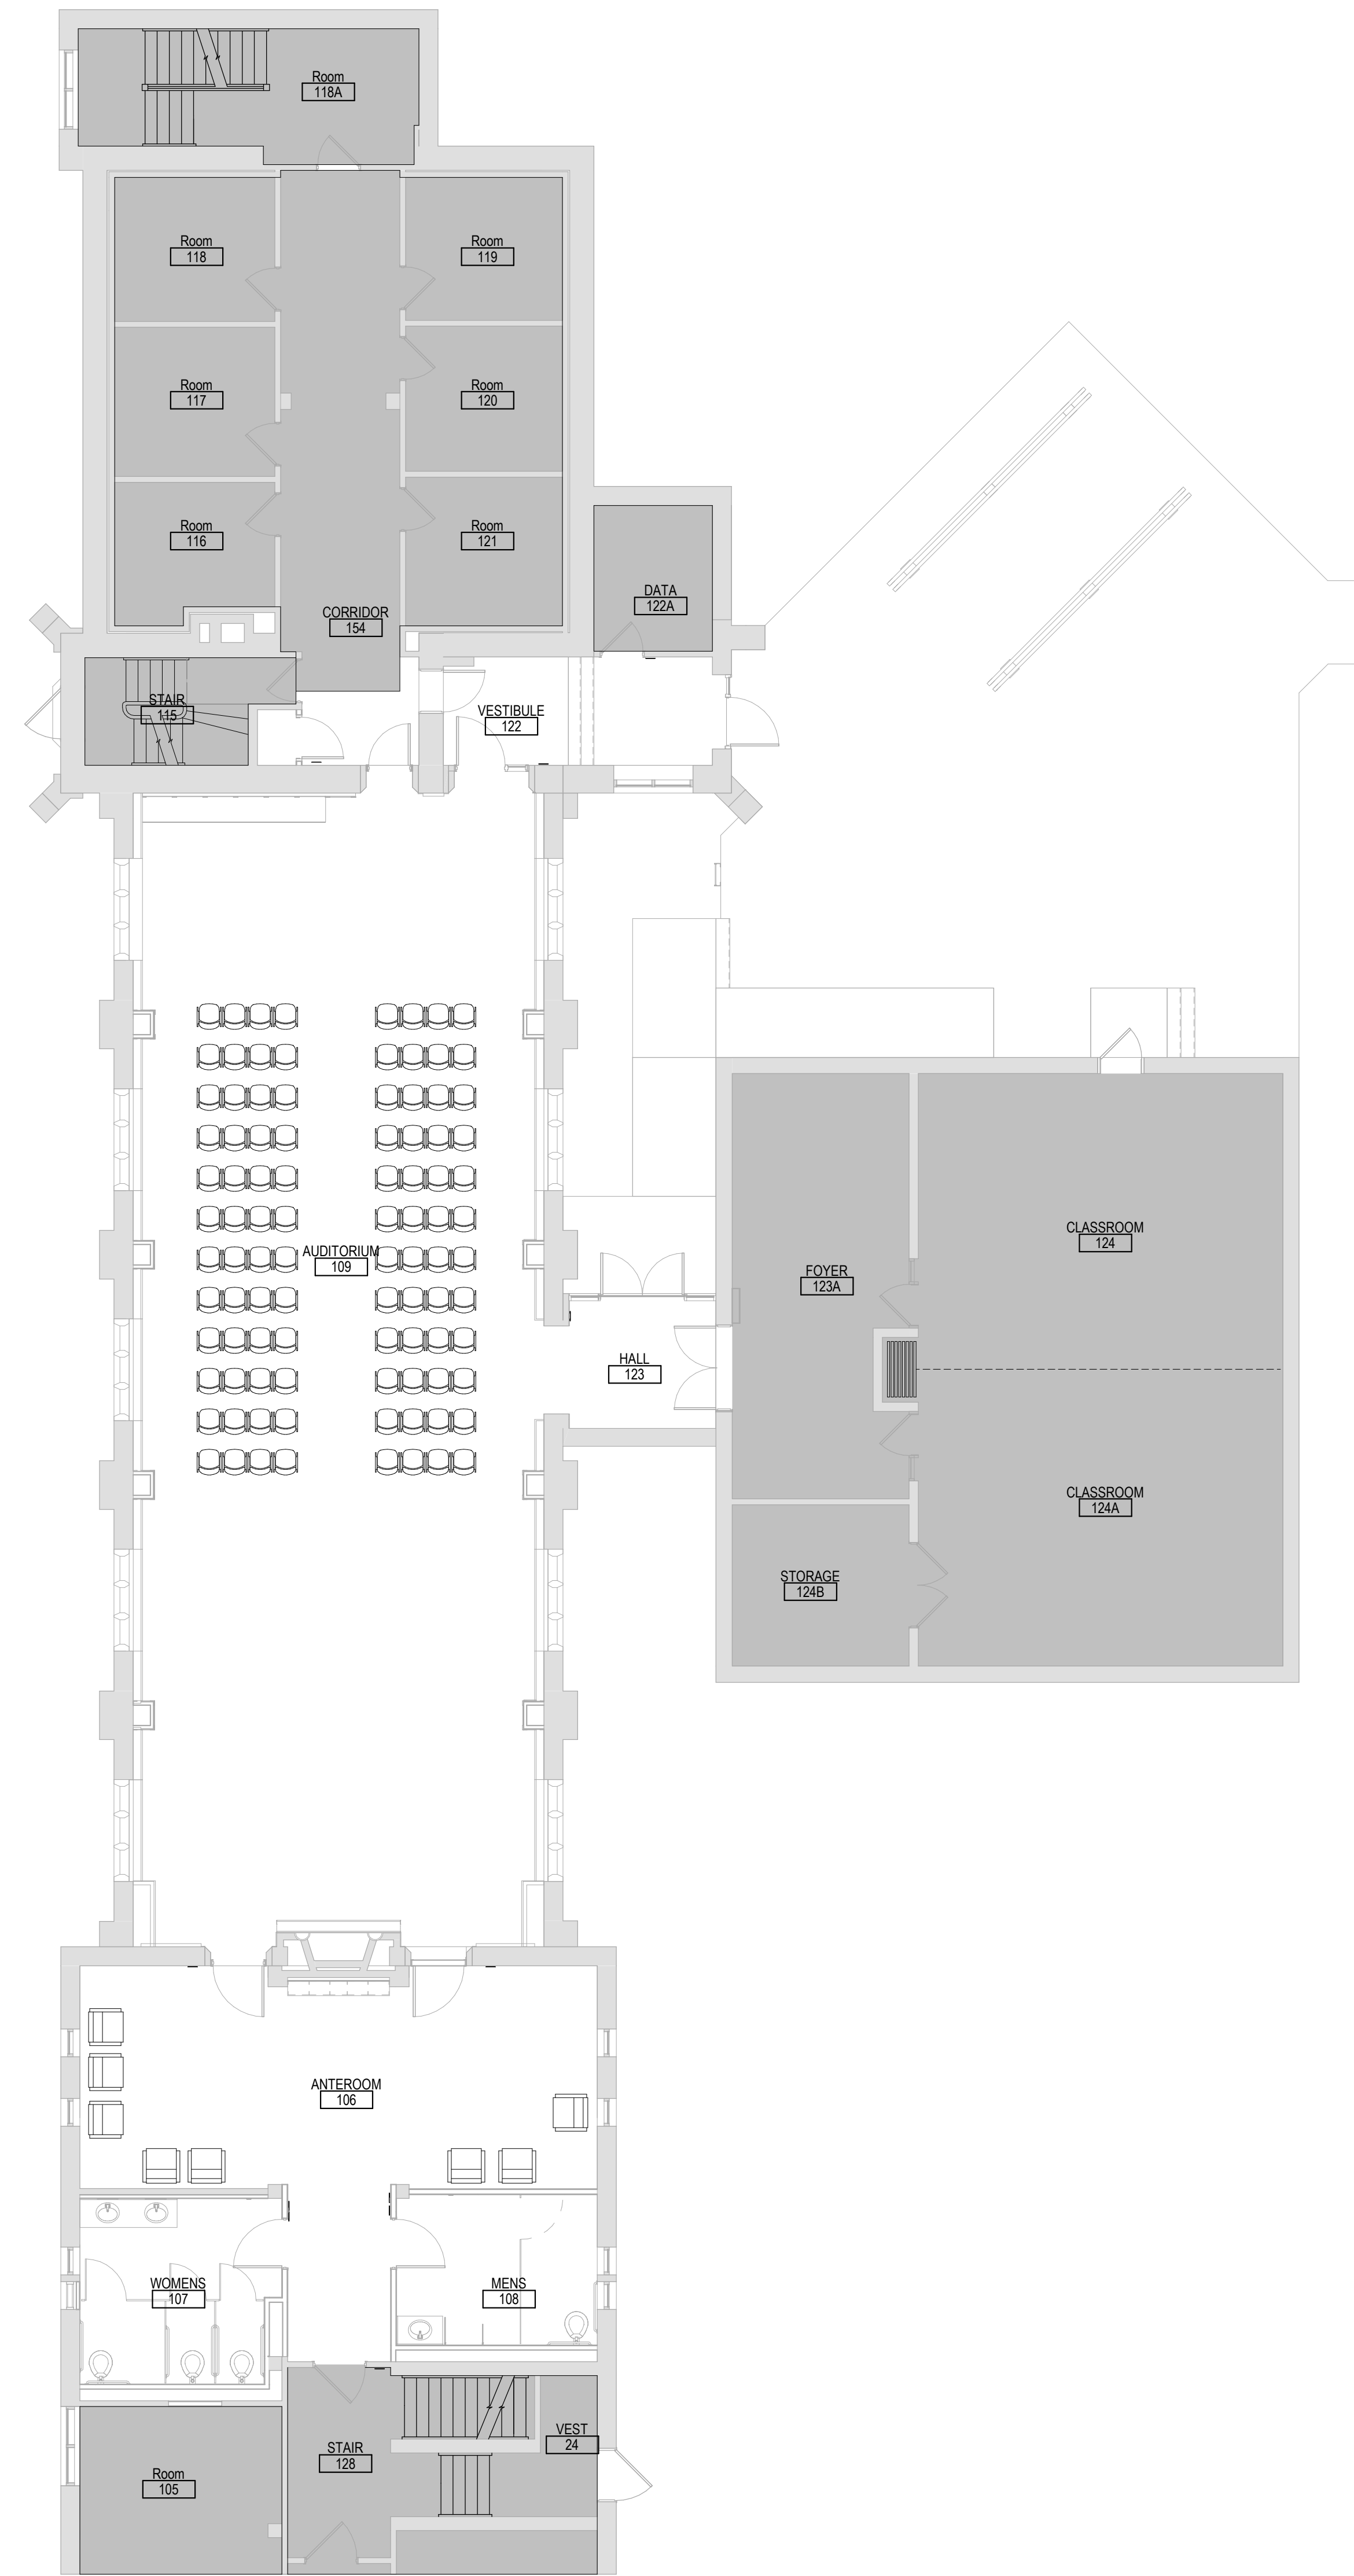 Room
118A
Room
118
Room
119
Room
117
Room
120
Room
116
Room
121
DATA
122A
CORRIDOR
154
STAIR
115
VESTIBULE
122
CLASSROOM
124
AUDITORIUM
109
FOYER
123A
HALL
123
CLASSROOM
124A
STORAGE
124B
ANTEROOM
106
WOMENS
107
MENS
108
VEST
24
STAIR
128
Room
105